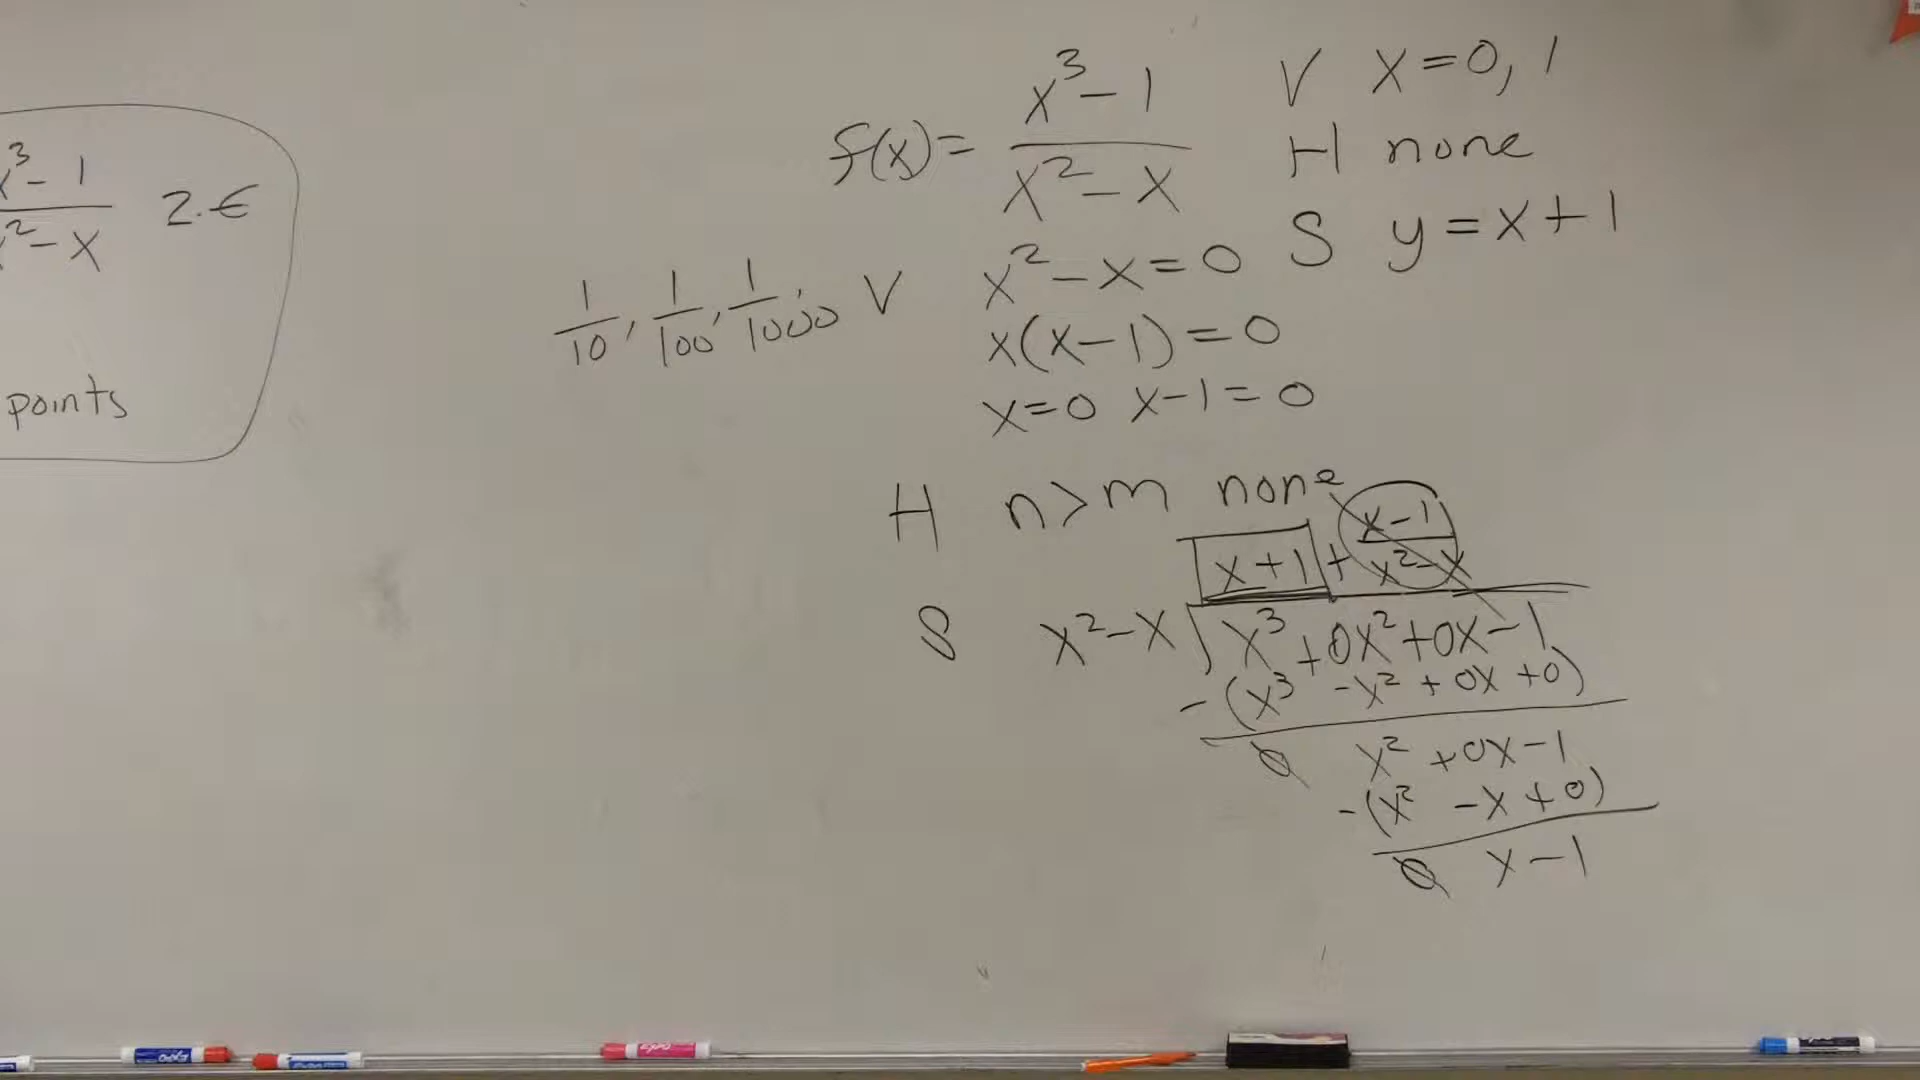 x³-1
x²-x
2.€
points
f(x)= x³-1
x²-x
V x=0, 1
H none
S y=x+1
1/10, 1/100, 1/1000 V x²-x=0
x(x-1)=0
x=0 x-1=0
H n>m none
x+1 + x-1
x²-x
S x²-x x³+0x²+0x-1
-(x³ -x² +0x +0)
0 x² +0x-1
-(x² -x +0)
0 x-1
EXPO
EXPO